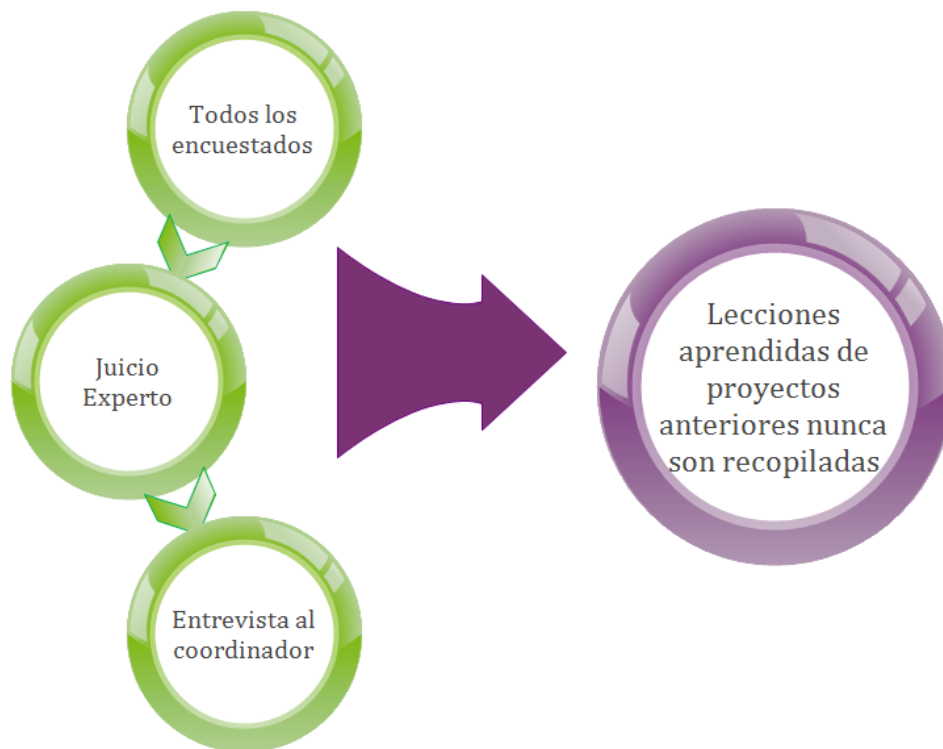 Todos los
encuestados
Juicio
Experto
Entrevista al
coordinador
Lecciones
aprendidas de
proyectos
anteriores nunca
son recopiladas